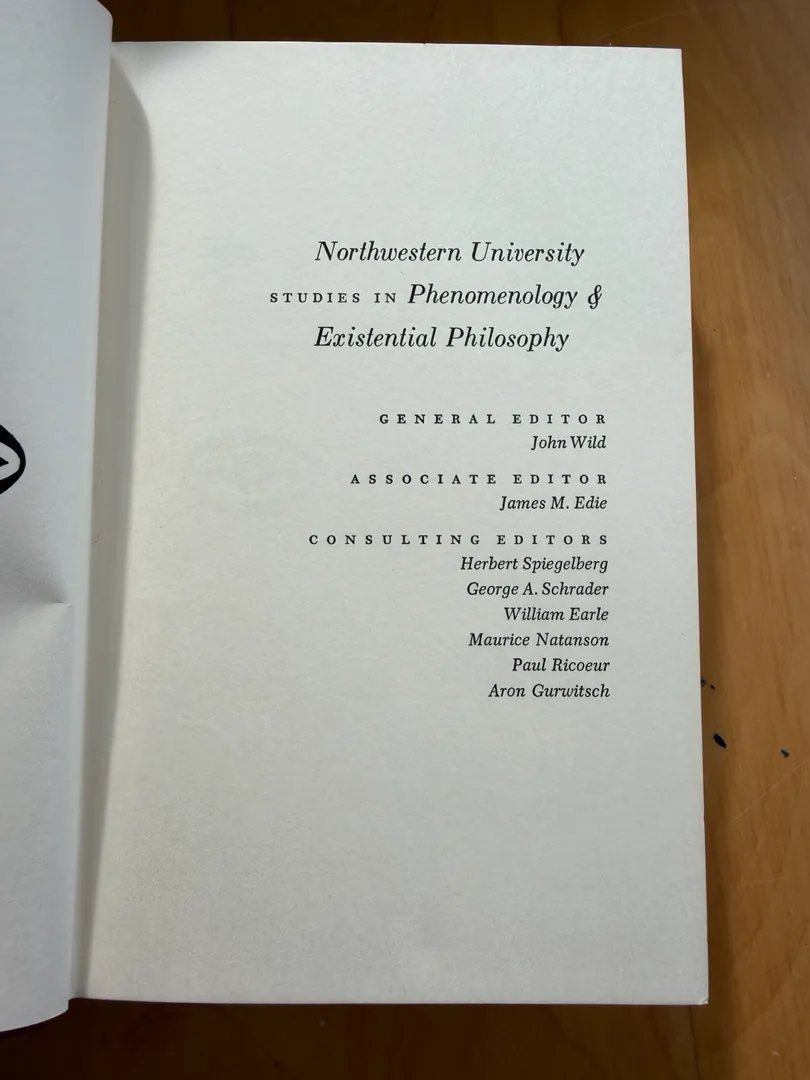 Northwestern University
STUDIES IN Phenomenology &
Existential Philosophy
GENERAL EDITOR
John Wild
ASSOCIATE EDITOR
James M. Edie
CONSULTING EDITORS
Herbert Spiegelberg
George A. Schrader
William Earle
Maurice Natanson
Paul Ricoeur
Aron Gurwitsch